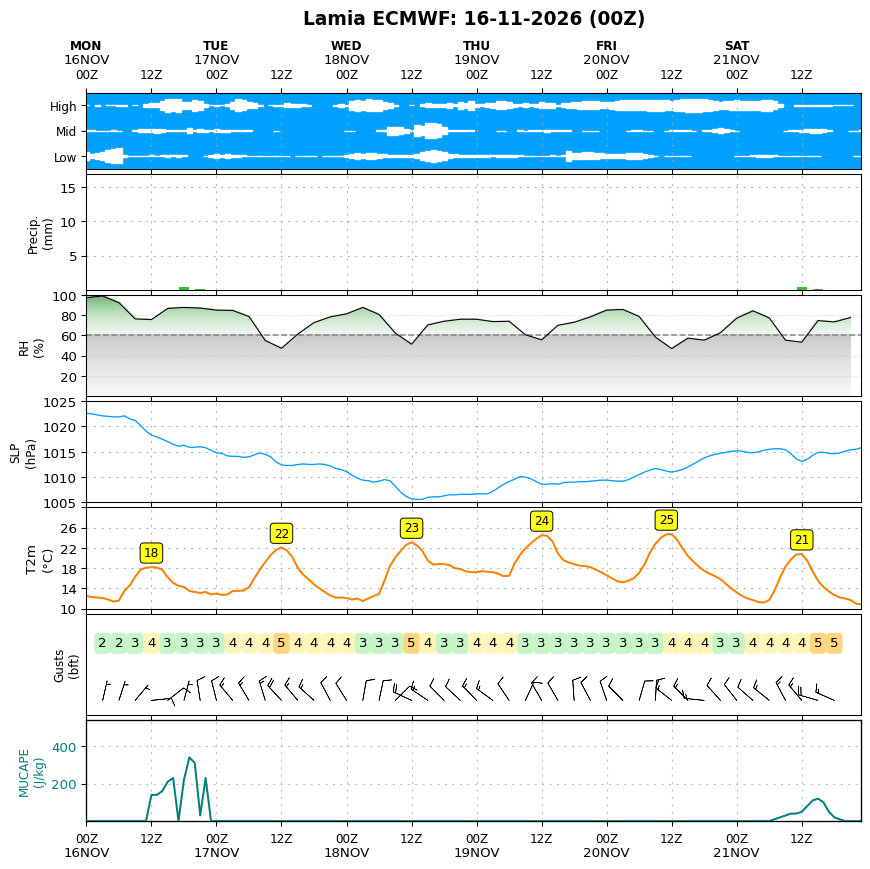 Lamia ECMWF: 16-11-2026 (00Z)
MON TUE WED THU FRI SAT
16NOV 17NOV 18NOV 19NOV 20NOV 21NOV
00Z 12Z 00Z 12Z 00Z 12Z 00Z 12Z 00Z 12Z 00Z 12Z
High
Mid
Low
Precip.
(mm)
15
10
5
RH
(%)
100
80
60
40
20
SLP
(hPa)
1025
1020
1015
1010
1005
T2m
(°C)
26
22
18
14
10
18 22 23 24 25 21
Gusts
(bft)
2 2 3 4 3 3 3 3 4 4 4 5 4 4 4 4 3 3 3 5 4 3 3 4 4 4 3 3 3 3 3 3 3 3 3 4 4 4 3 3 4 4 4 4 5 5
MUCAPE
(J/kg)
400
200
00Z 12Z 00Z 12Z 00Z 12Z 00Z 12Z 00Z 12Z 00Z 12Z
16NOV 17NOV 18NOV 19NOV 20NOV 21NOV